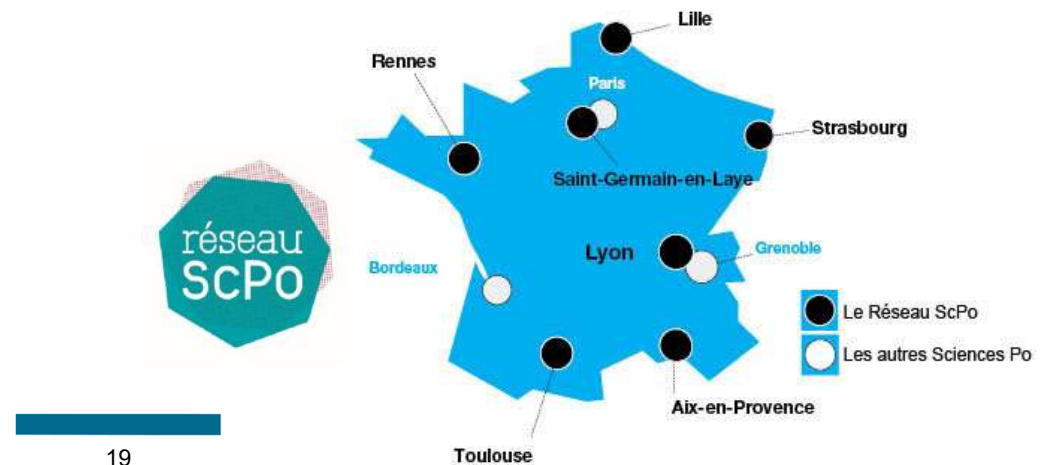 Lille
Rennes
Paris
Strasbourg
Saint-Germain-en-Laye
réseau
ScPo
Lyon
Grenoble
Bordeaux
Le Réseau ScPo
Les autres Sciences Po
Aix-en-Provence
Toulouse
19